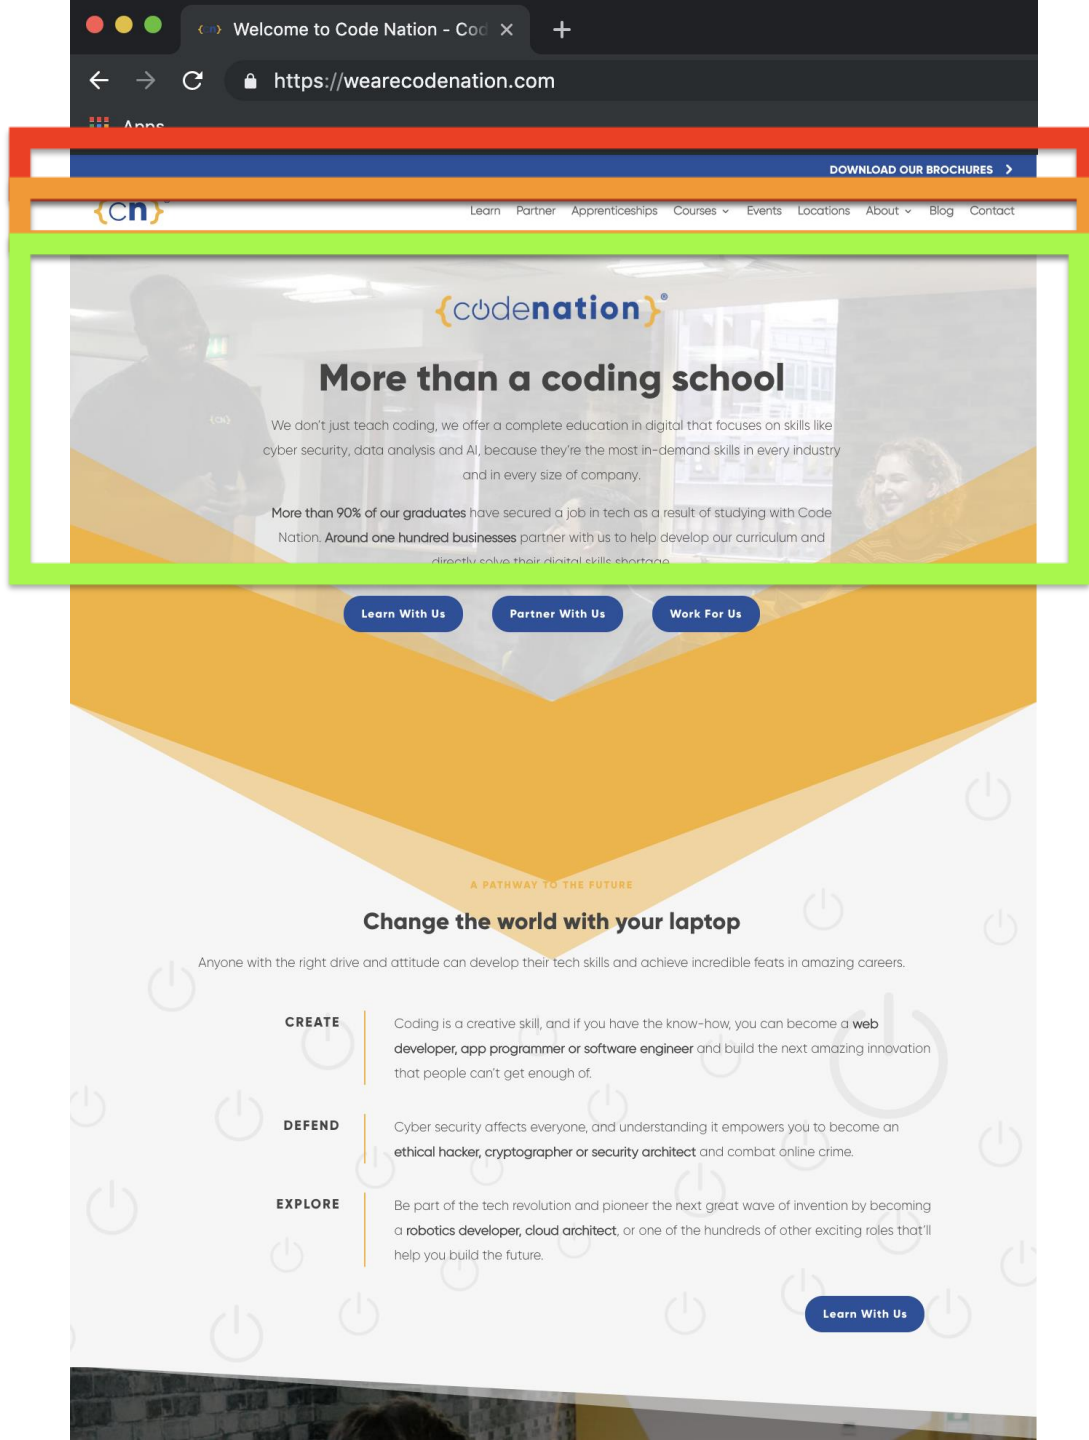 {cn} Welcome to Code Nation - Cod × +
https://wearecodenation.com
Apps
DOWNLOAD OUR BROCHURES >
{cn}
Learn Partner Apprenticeships Courses Events Locations About Blog Contact
{codenation}®
More than a coding school
{cn}
We don't just teach coding, we offer a complete education in digital that focuses on skills like
cyber security, data analysis and AI, because they're the most in-demand skills in every industry
and in every size of company.
More than 90% of our graduates have secured a job in tech as a result of studying with Code
Nation. Around one hundred businesses partner with us to help develop our curriculum and
directly solve their digital skills shortage
Learn With Us Partner With Us Work For Us
A PATHWAY TO THE FUTURE
Change the world with your laptop
Anyone with the right drive and attitude can develop their tech skills and achieve incredible feats in amazing careers.
CREATE
Coding is a creative skill, and if you have the know-how, you can become a web
developer, app programmer or software engineer and build the next amazing innovation
that people can't get enough of.
DEFEND
Cyber security affects everyone, and understanding it empowers you to become an
ethical hacker, cryptographer or security architect and combat online crime.
EXPLORE
Be part of the tech revolution and pioneer the next great wave of invention by becoming
a robotics developer, cloud architect, or one of the hundreds of other exciting roles that'll
help you build the future.
Learn With Us